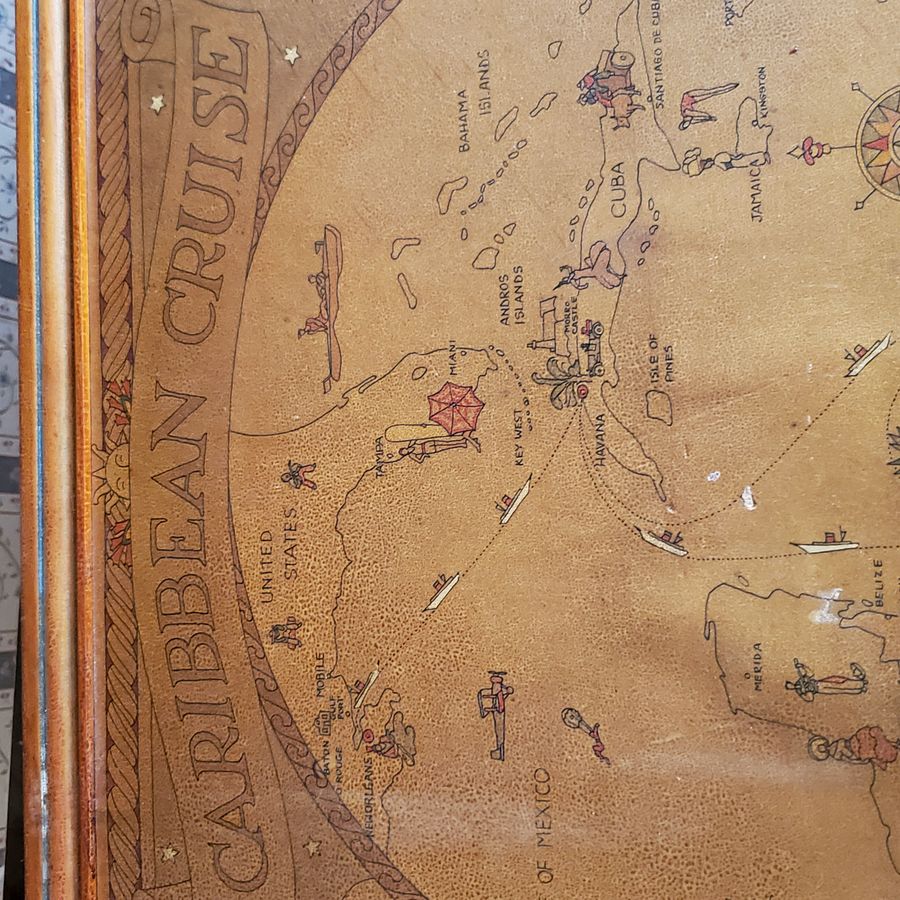 CARIBBEAN CRUISE
UNITED
STATES
MOBILE
GULF
PORT
BATON
ROUGE
NEW ORLEANS
TAMPA
MIAMI
KEY WEST
BAHAMA
ISLANDS
ANDROS
ISLANDS
MORRO
CASTLE
HAVANA
CUBA
SANTIAGO DE CUBA
ISLE OF
PINES
JAMAICA
KINGSTON
PORT
OF MEXICO
MERIDA
BELIZE